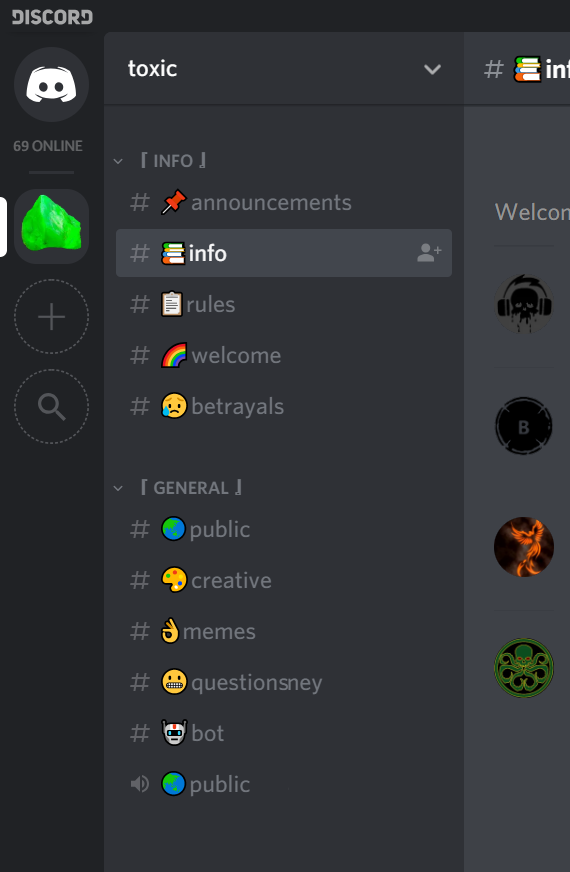 DISCORD
toxic
# 📚inf
69 ONLINE
⟦ INFO ⟧
# 📌announcements
Welcom
# 📚info
# 📋rules
# 🌈welcome
# 😥betrayals
B
⟦ GENERAL ⟧
# 🌏public
# 🎨creative
# 👌memes
# 😬questionsney
# 🤖bot
🌏public